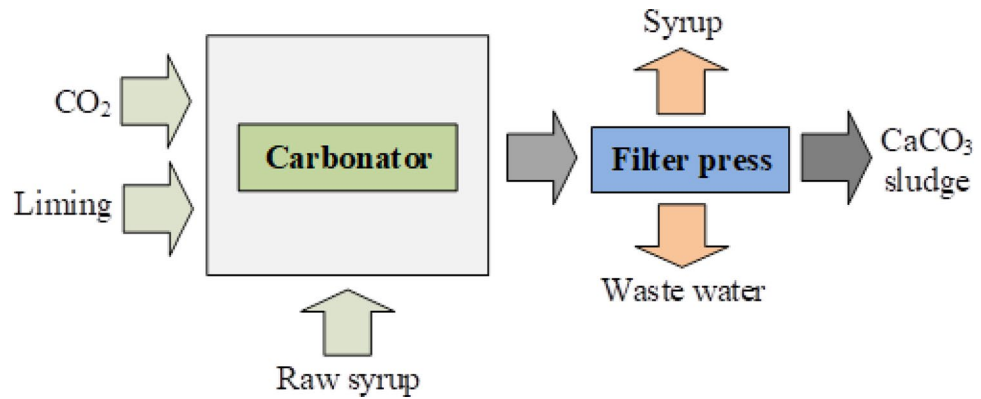 Syrup
CO₂
Carbonator
Filter press
CaCO₃
sludge
Liming
Waste water
Raw syrup